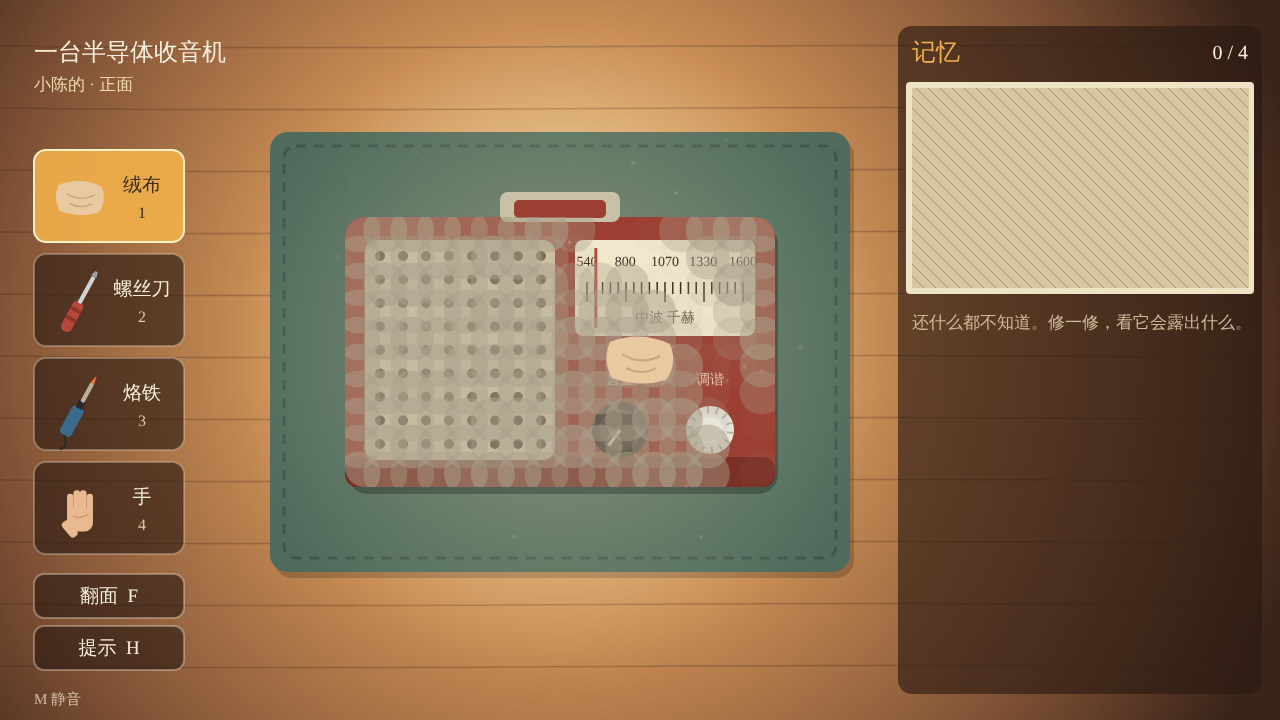 一台半导体收音机
小陈的 · 正面
绒布
1
螺丝刀
2
烙铁
3
手
4
翻面 F
提示 H
M 静音
540 800 1070 1330 1600
中波 千赫
调谐
记忆
0 / 4
还什么都不知道。修一修，看它会露出什么。